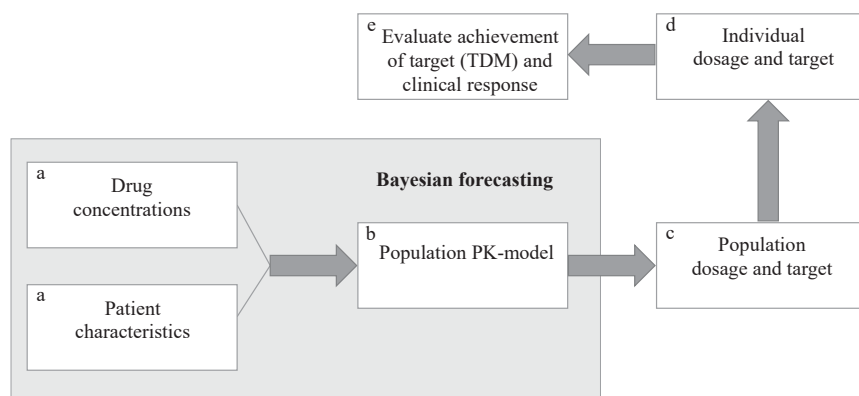 e
Evaluate achievement
of target (TDM) and
clinical response
d
Individual
dosage and target
Bayesian forecasting
a
Drug
concentrations
b
Population PK-model
c
Population
dosage and target
a
Patient
characteristics